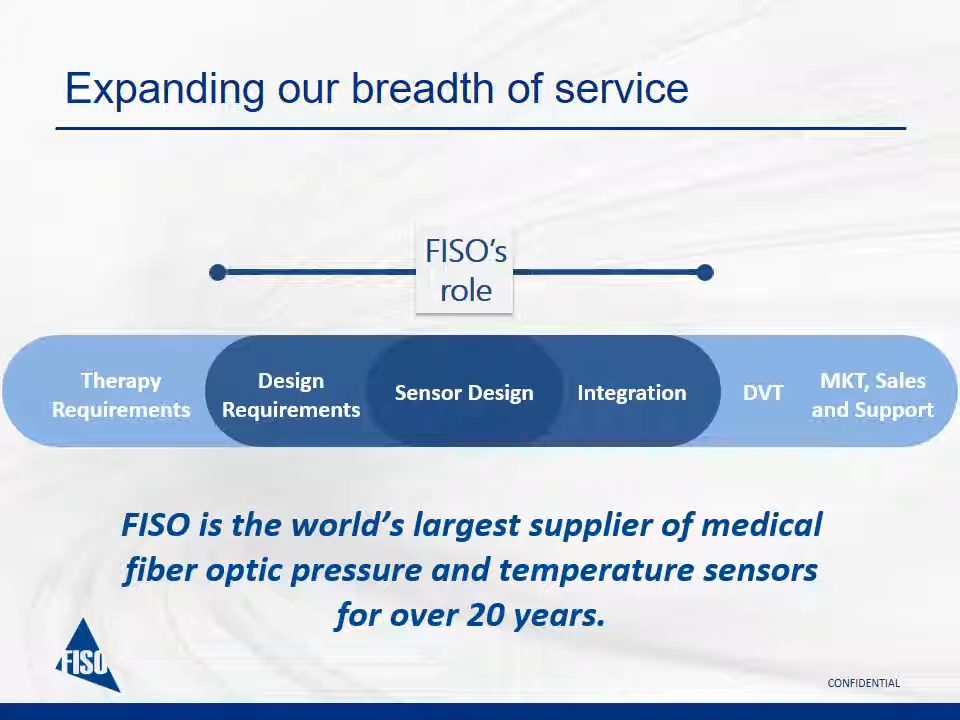 Expanding our breadth of service
FISO's
role
Therapy
Requirements
Design
Requirements
Sensor Design
Integration
DVT
MKT, Sales
and Support
FISO is the world's largest supplier of medical
fiber optic pressure and temperature sensors
for over 20 years.
FISO
CONFIDENTIAL